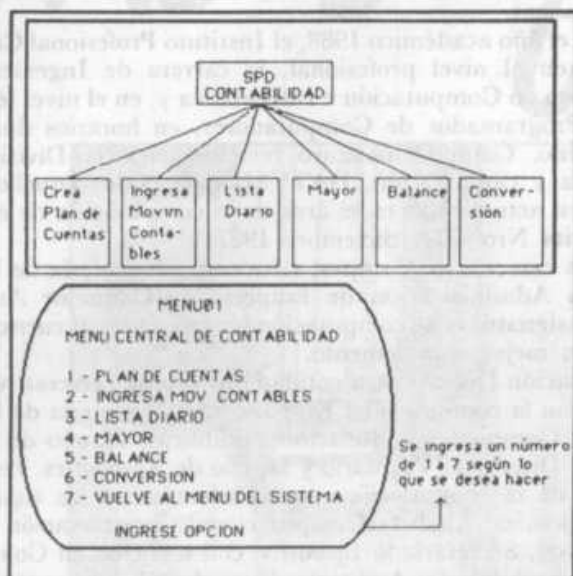 SPD
CONTABILIDAD
Crea
Plan de
Cuentas
Ingresa
Movim
Conta-
bles
Lista
Diario
Mayor
Balance
Conver-
sión
MENU01
MENU CENTRAL DE CONTABILIDAD
1 - PLAN DE CUENTAS
2 - INGRESA MOV CONTABLES
3 - LISTA DIARIO
4 - MAYOR
5 - BALANCE
6 - CONVERSION
7 - VUELVE AL MENU DEL SISTEMA
INGRESE OPCION
Se ingresa un número
de 1 a 7 según lo
que se desea hacer